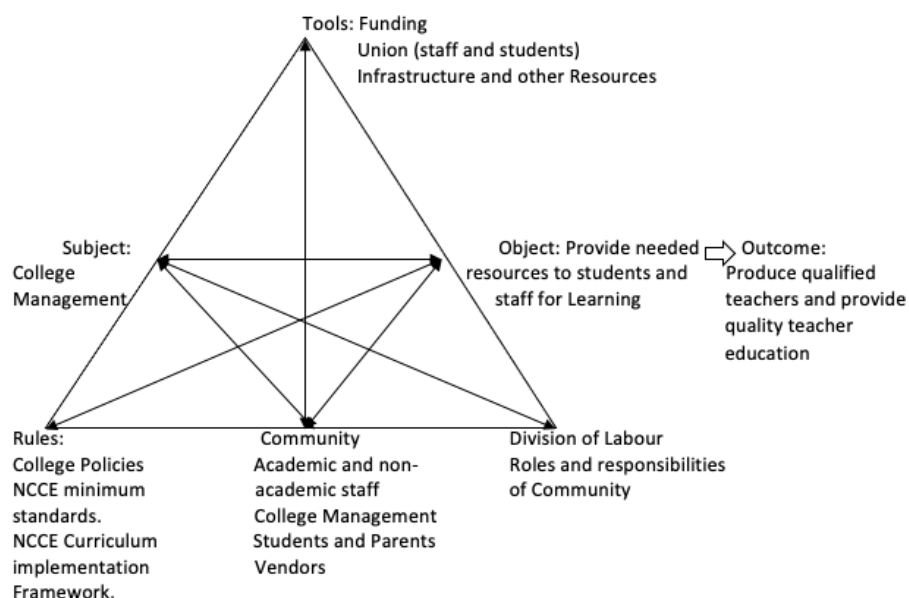 Tools: Funding
Union (staff and students)
Infrastructure and other Resources
Subject:
College
Management
Object: Provide needed
resources to students and
staff for Learning
Outcome:
Produce qualified
teachers and provide
quality teacher
education
Rules:
College Policies
NCCE minimum
standards.
NCCE Curriculum
implementation
Framework.
Community
Academic and non-
academic staff
College Management
Students and Parents
Vendors
Division of Labour
Roles and responsibilities
of Community